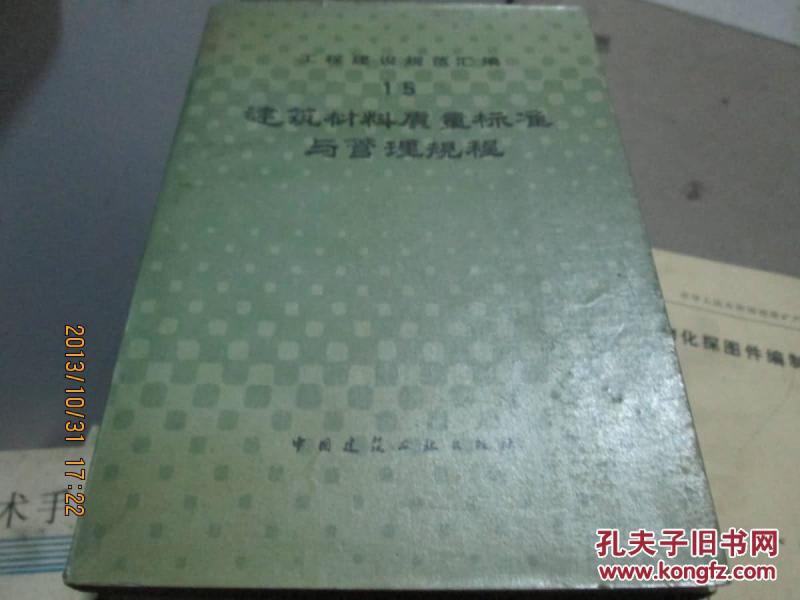 工程建设规范汇编
15
建筑材料质量标准
与管理规程
中国建筑工业出版社
化探图件编制
术手
2013/10/31 17:22
孔夫子旧书网
www.kongfz.com